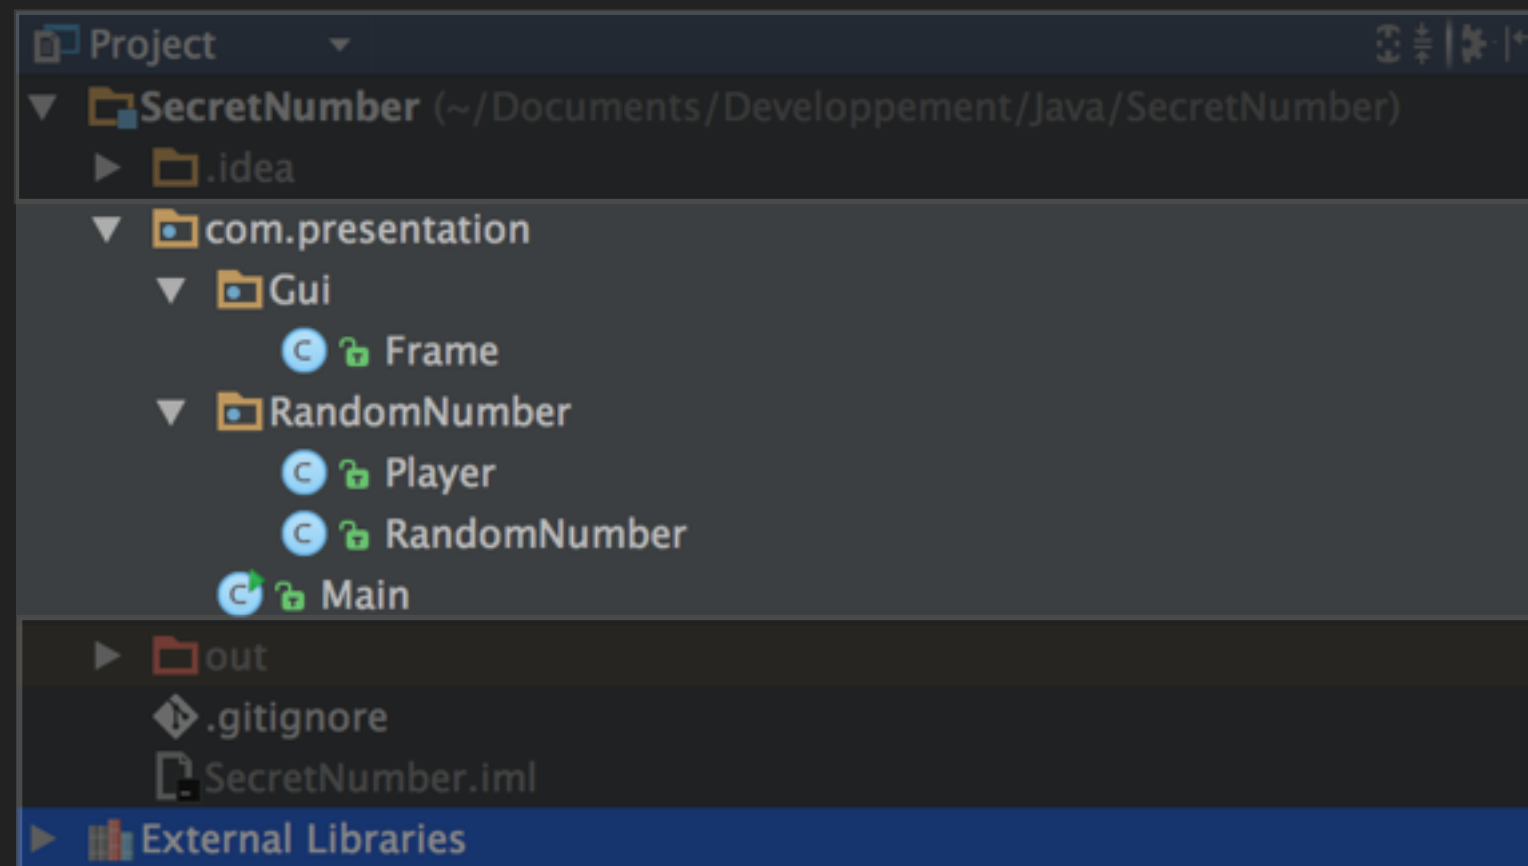 Project
SecretNumber (~/Documents/Developpement/Java/SecretNumber)
.idea
com.presentation
Gui
Frame
RandomNumber
Player
RandomNumber
Main
out
.gitignore
SecretNumber.iml
External Libraries